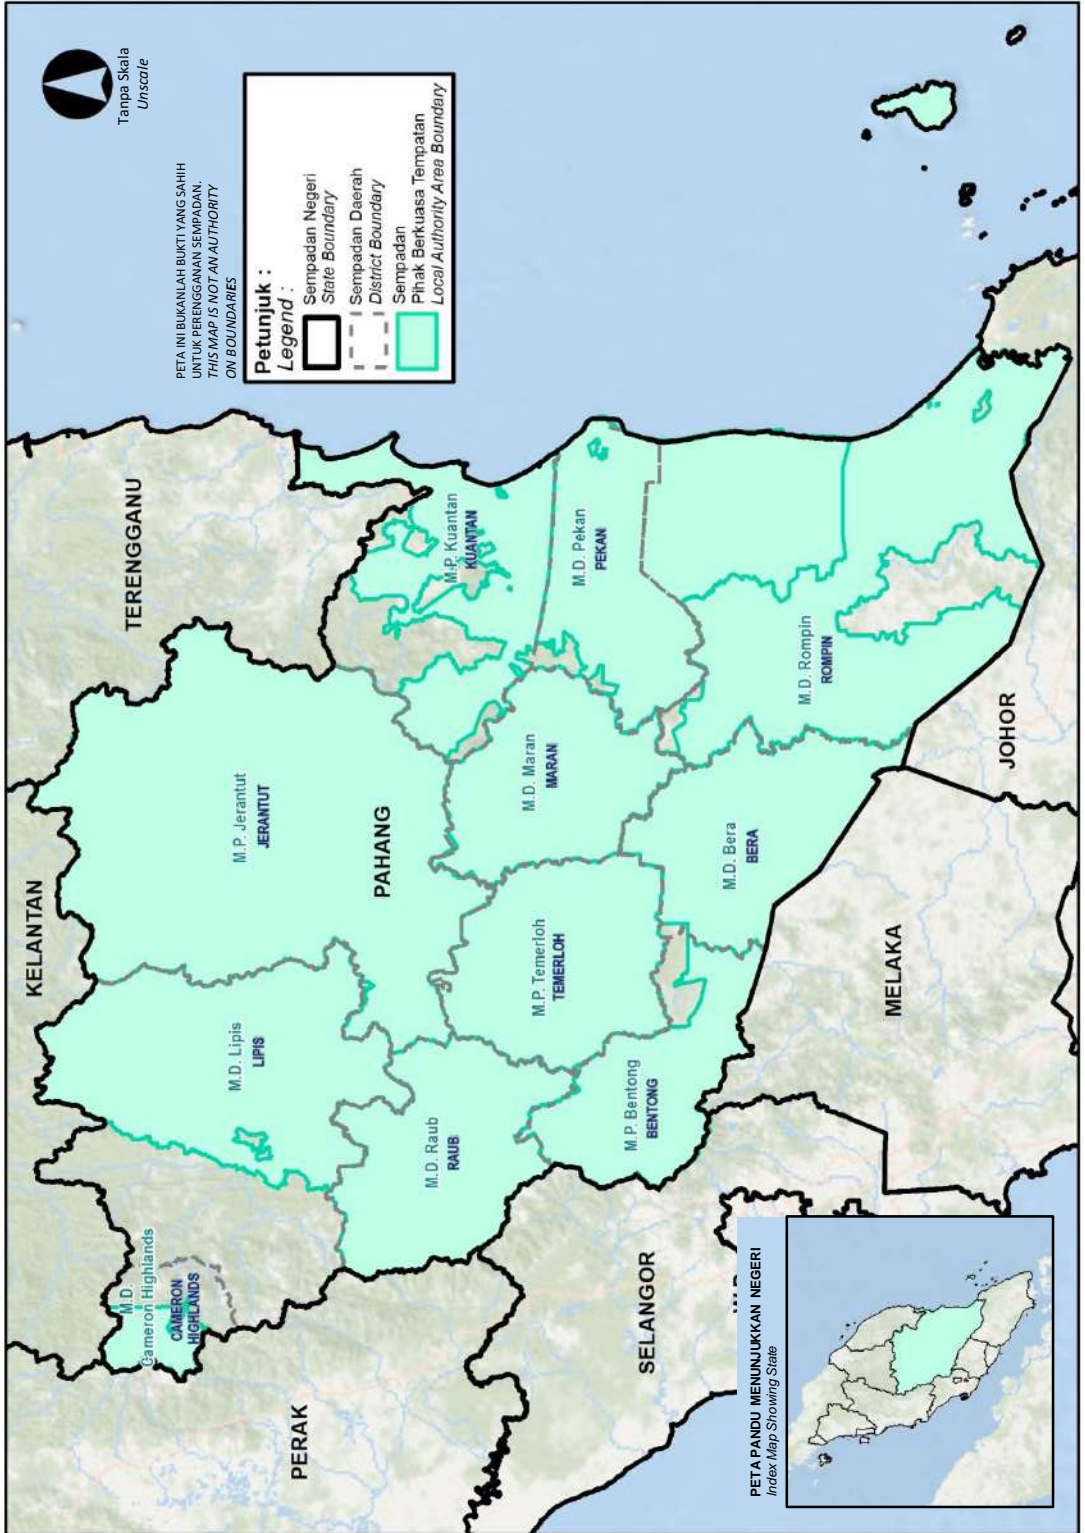 Tanpa Skala
Unscale
PETA INI BUKANLAH BUKTI YANG SAHIH
UNTUK PERENGGANAN SEMPADAN.
THIS MAP IS NOT AN AUTHORITY
ON BOUNDARIES
Petunjuk :
Legend :
Sempadan Negeri
State Boundary
Sempadan Daerah
District Boundary
Sempadan
Pihak Berkuasa Tempatan
Local Authority Area Boundary
KELANTAN
TERENGGANU
PERAK
M.D.
Cameron Highlands
CAMERON
HIGHLANDS
M.D. Lipis
LIPIS
M.P. Jerantut
JERANTUT
PAHANG
M.P. Kuantan
KUANTAN
M.D. Raub
RAUB
M.P. Temerloh
TEMERLOH
M.D. Maran
MARAN
M.D. Pekan
PEKAN
M.P. Bentong
BENTONG
M.D. Bera
BERA
M.D. Rompin
ROMPIN
SELANGOR
MELAKA
JOHOR
PETA PANDU MENUNJUKKAN NEGERI
Index Map Showing State